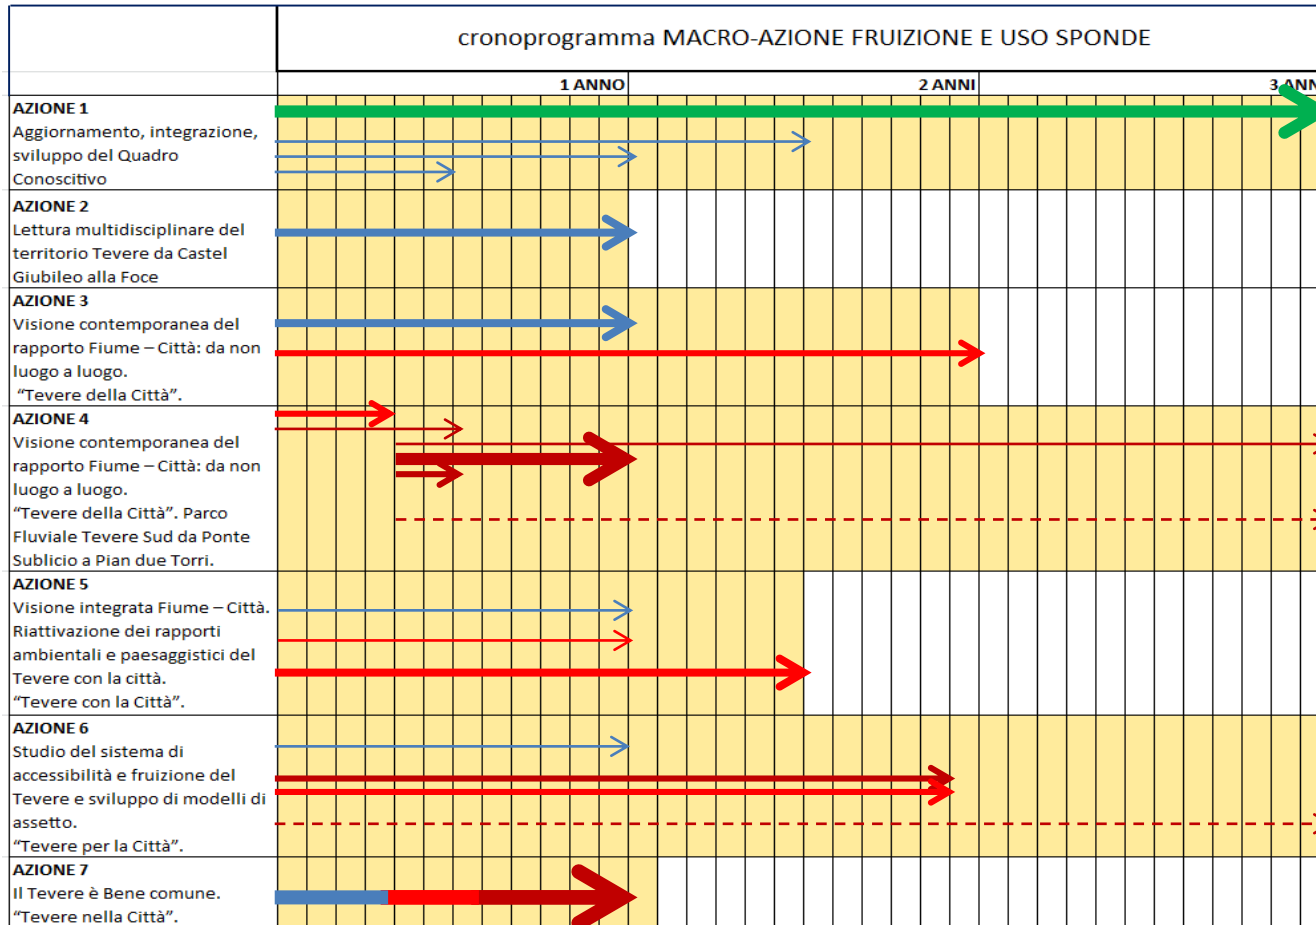 cronoprogramma MACRO-AZIONE FRUIZIONE E USO SPONDE
1 ANNO
2 ANNI
3 ANN
AZIONE 1
Aggiornamento, integrazione,
sviluppo del Quadro
Conoscitivo
AZIONE 2
Lettura multidisciplinare del
territorio Tevere da Castel
Giubileo alla Foce
AZIONE 3
Visione contemporanea del
rapporto Fiume – Città: da non
luogo a luogo.
“Tevere della Città”.
AZIONE 4
Visione contemporanea del
rapporto Fiume – Città: da non
luogo a luogo.
“Tevere della Città”. Parco
Fluviale Tevere Sud da Ponte
Sublicio a Pian due Torri.
AZIONE 5
Visione integrata Fiume – Città.
Riattivazione dei rapporti
ambientali e paesaggistici del
Tevere con la città.
“Tevere con la Città”.
AZIONE 6
Studio del sistema di
accessibilità e fruizione del
Tevere e sviluppo di modelli di
assetto.
“Tevere per la Città”.
AZIONE 7
Il Tevere è Bene comune.
“Tevere nella Città”.